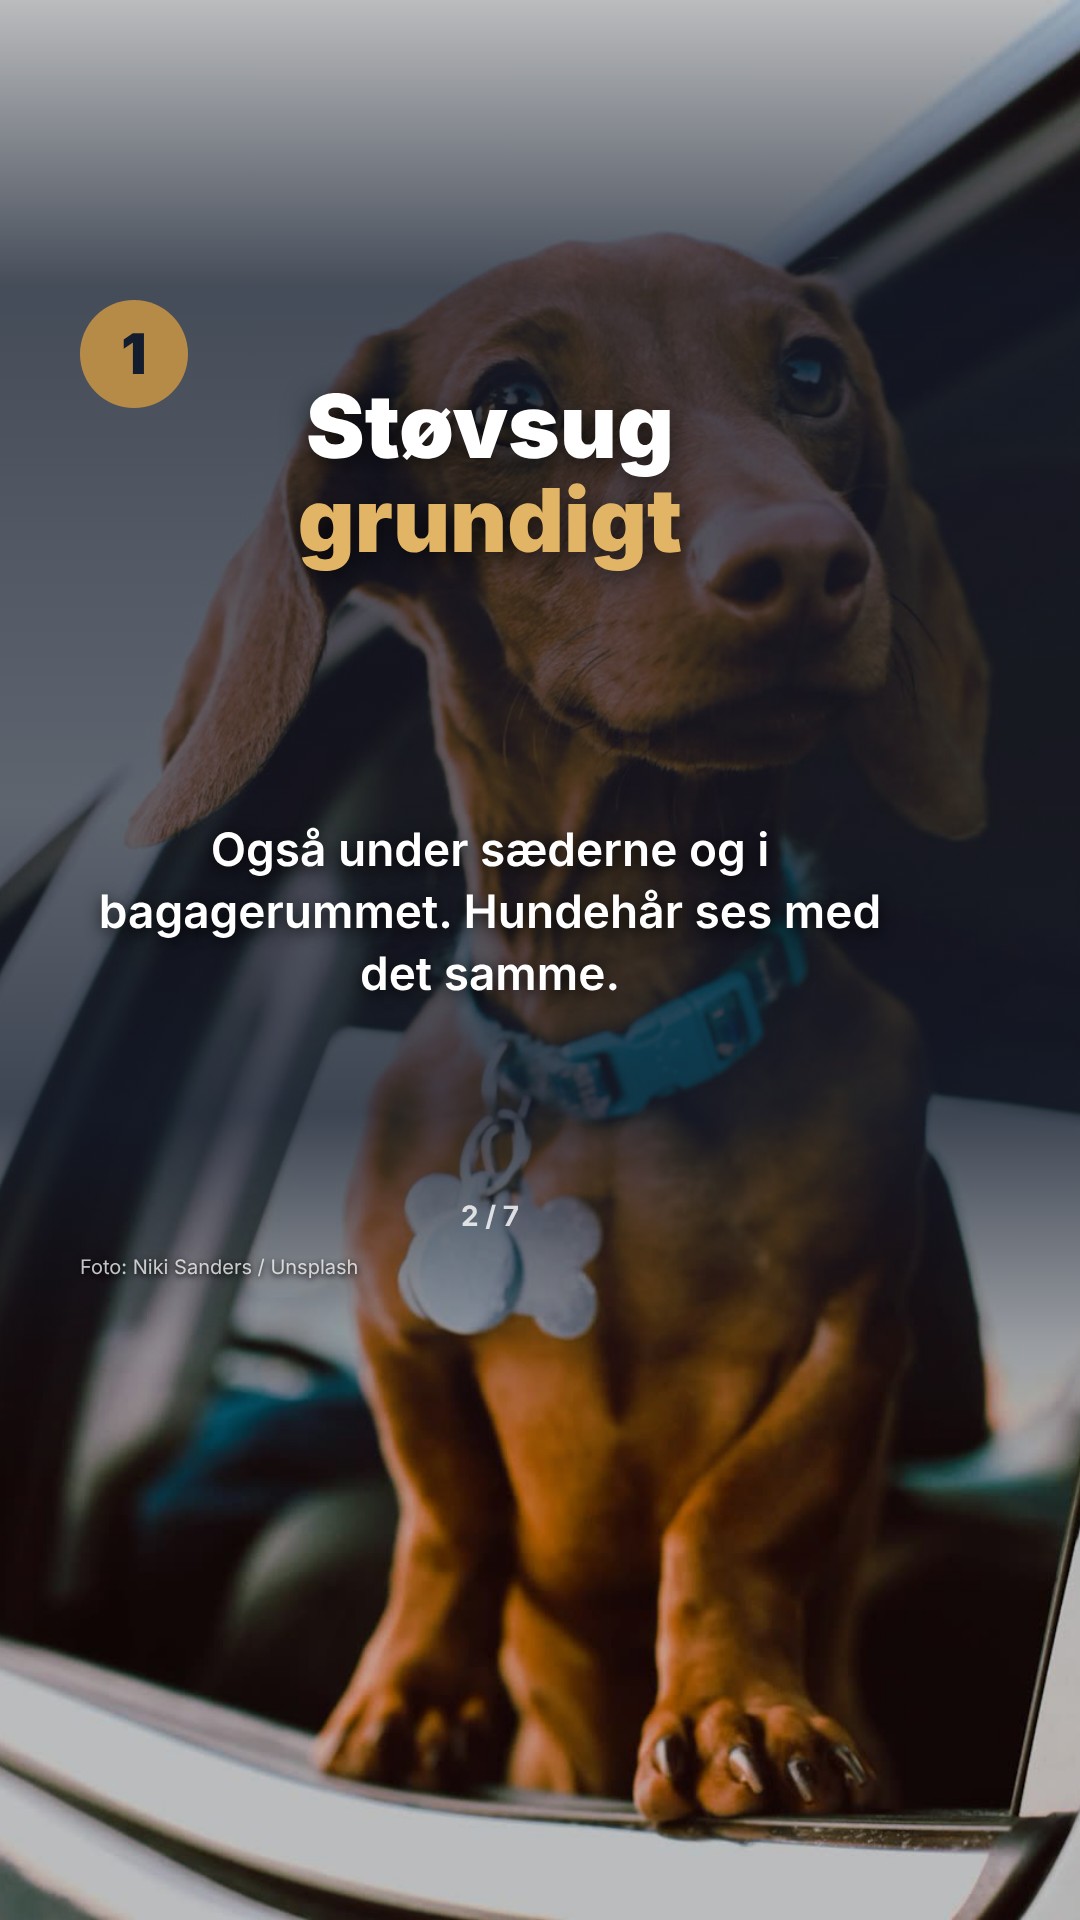 1
Støvsug
grundigt
Også under sæderne og i
bagagerummet. Hundehår ses med
det samme.
2 / 7
Foto: Niki Sanders / Unsplash